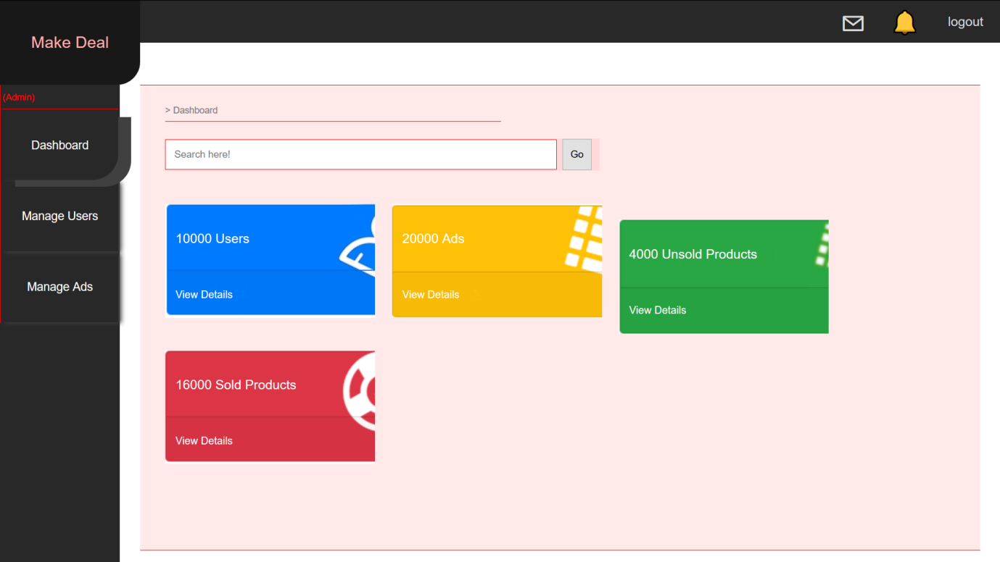 Make Deal
logout
(Admin)
Dashboard
Manage Users
Manage Ads
> Dashboard
Search here!
Go
10000 Users
View Details
20000 Ads
View Details
4000 Unsold Products
View Details
16000 Sold Products
View Details